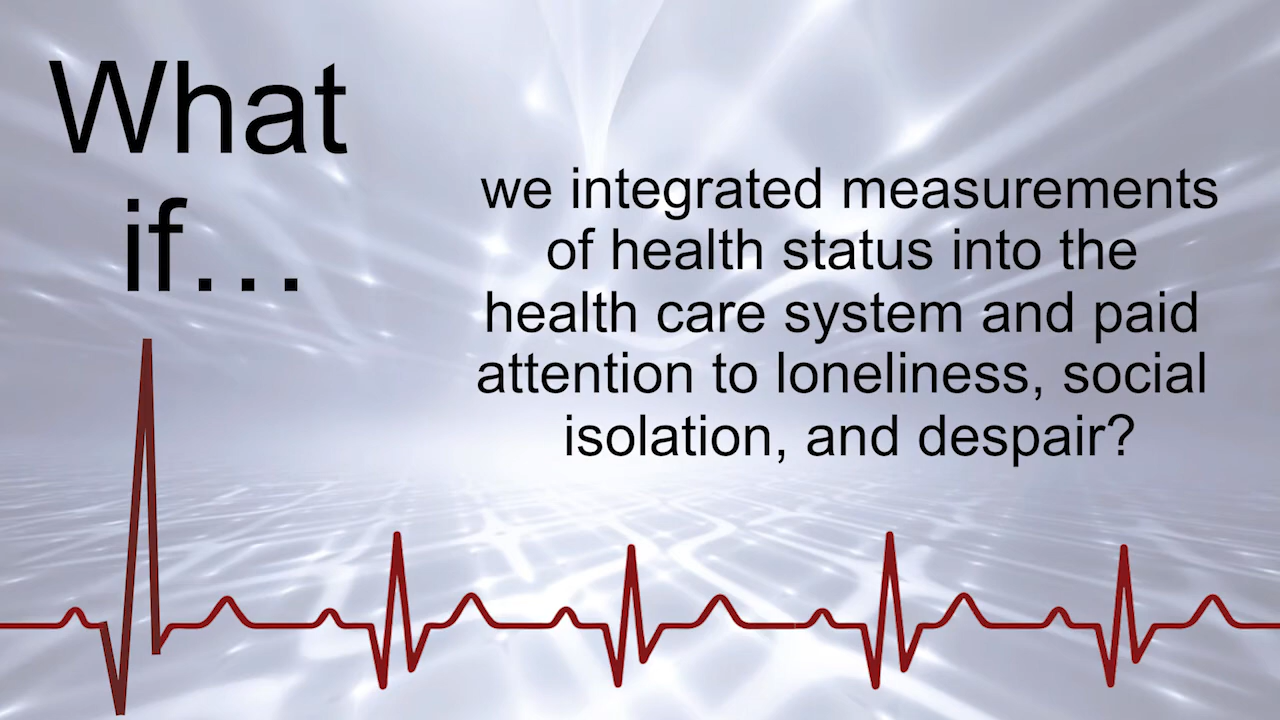 What
if…
we integrated measurements
of health status into the
health care system and paid
attention to loneliness, social
isolation, and despair?